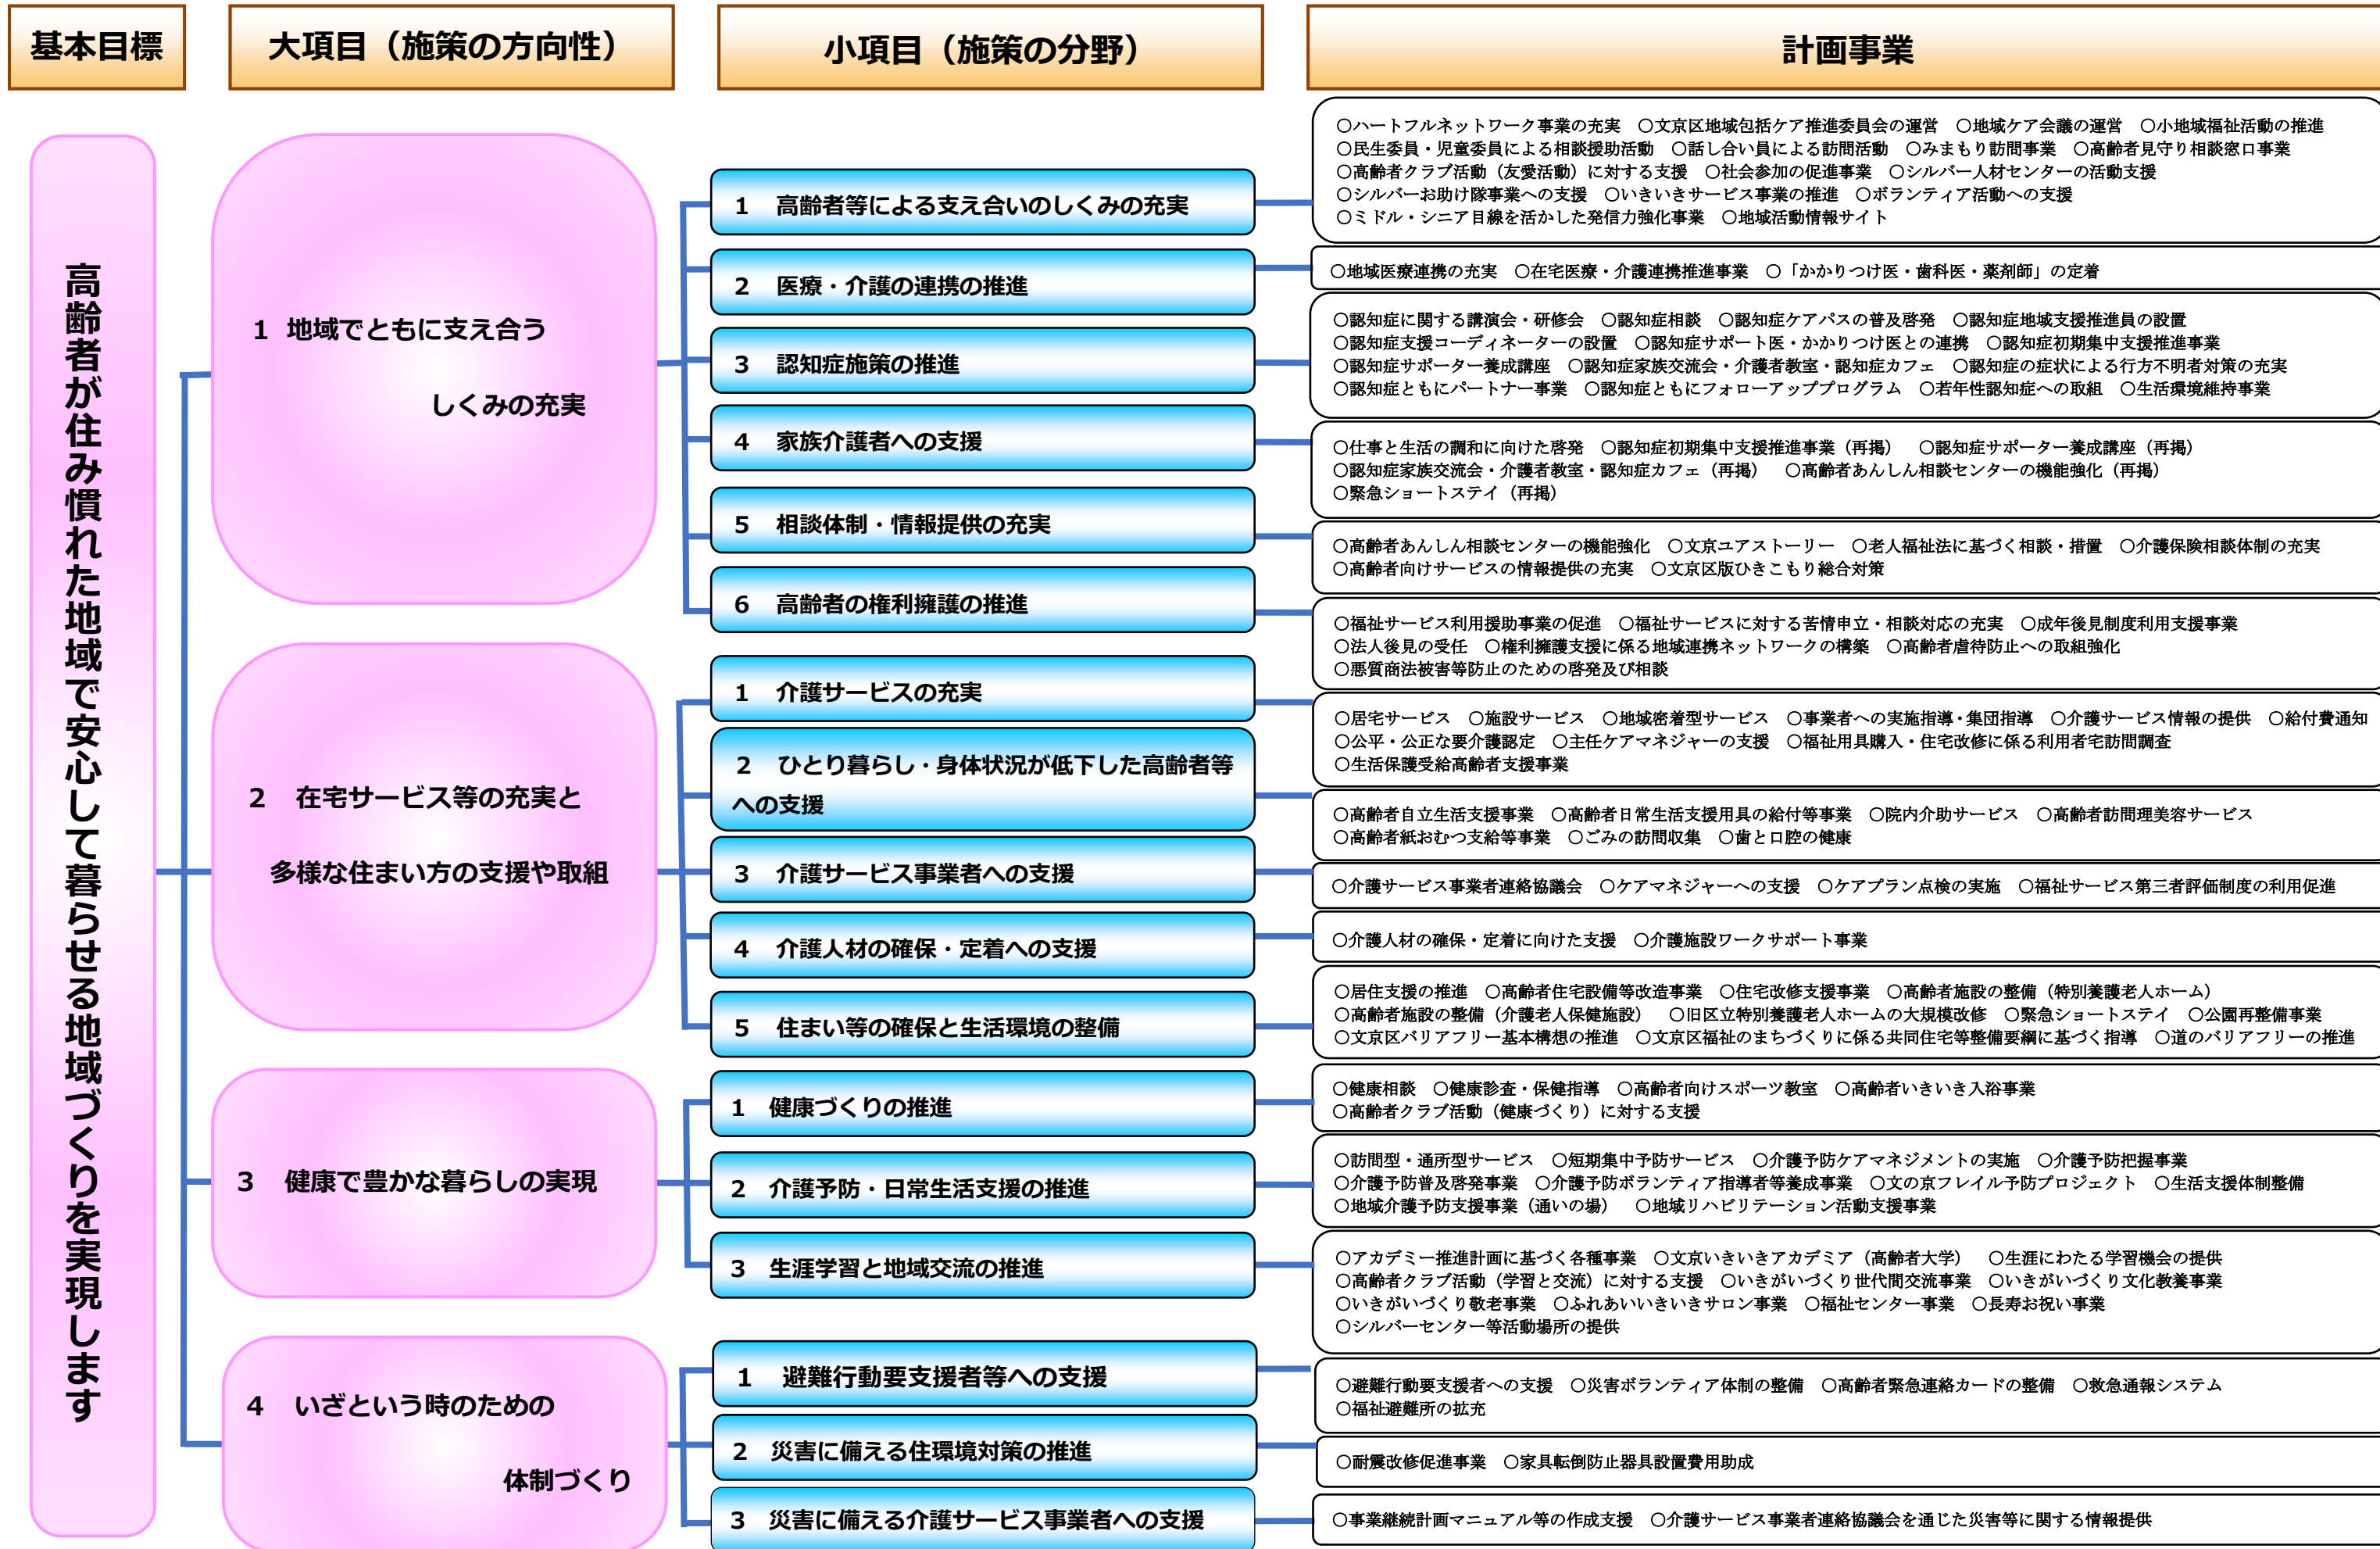 基本目標
大項目（施策の方向性）
小項目（施策の分野）
計画事業
高齢者が住み慣れた地域で安心して暮らせる地域づくりを実現します
1 地域でともに支え合う
しくみの充実
1 高齢者等による支え合いのしくみの充実
○ハートフルネットワーク事業の充実　○文京区地域包括ケア推進委員会の運営　○地域ケア会議の運営　○小地域福祉活動の推進
○民生委員・児童委員による相談援助活動　○話し合い員による訪問活動　○みまもり訪問事業　○高齢者見守り相談窓口事業
○高齢者クラブ活動（友愛活動）に対する支援　○社会参加の促進事業　○シルバー人材センターの活動支援
○シルバーお助け隊事業への支援　○いきいきサービス事業の推進　○ボランティア活動への支援
○ミドル・シニア目線を活かした発信力強化事業　○地域活動情報サイト
2 医療・介護の連携の推進
○地域医療連携の充実　○在宅医療・介護連携推進事業　○「かかりつけ医・歯科医・薬剤師」の定着
3 認知症施策の推進
○認知症に関する講演会・研修会　○認知症相談　○認知症ケアパスの普及啓発　○認知症地域支援推進員の設置
○認知症支援コーディネーターの設置　○認知症サポート医・かかりつけ医との連携　○認知症初期集中支援推進事業
○認知症サポーター養成講座　○認知症家族交流会・介護者教室・認知症カフェ　○認知症の症状による行方不明者対策の充実
○認知症ともにパートナー事業　○認知症ともにフォローアッププログラム　○若年性認知症への取組　○生活環境維持事業
4 家族介護者への支援
○仕事と生活の調和に向けた啓発　○認知症初期集中支援推進事業（再掲）　○認知症サポーター養成講座（再掲）
○認知症家族交流会・介護者教室・認知症カフェ（再掲）　○高齢者あんしん相談センターの機能強化（再掲）
○緊急ショートステイ（再掲）
5 相談体制・情報提供の充実
○高齢者あんしん相談センターの機能強化　○文京ユアストーリー　○老人福祉法に基づく相談・措置　○介護保険相談体制の充実
○高齢者向けサービスの情報提供の充実　○文京区版ひきこもり総合対策
6 高齢者の権利擁護の推進
○福祉サービス利用援助事業の促進　○福祉サービスに対する苦情申立・相談対応の充実　○成年後見制度利用支援事業
○法人後見の受任　○権利擁護支援に係る地域連携ネットワークの構築　○高齢者虐待防止への取組強化
○悪質商法被害等防止のための啓発及び相談
2 在宅サービス等の充実と
多様な住まい方の支援や取組
1 介護サービスの充実
○居宅サービス　○施設サービス　○地域密着型サービス　○事業者への実施指導・集団指導　○介護サービス情報の提供　○給付費通知
○公平・公正な要介護認定　○主任ケアマネジャーの支援　○福祉用具購入・住宅改修に係る利用者宅訪問調査
○生活保護受給高齢者支援事業
2 ひとり暮らし・身体状況が低下した高齢者等
への支援
○高齢者自立生活支援事業　○高齢者日常生活支援用具の給付等事業　○院内介助サービス　○高齢者訪問理美容サービス
○高齢者紙おむつ支給等事業　○ごみの訪問収集　○歯と口腔の健康
3 介護サービス事業者への支援
○介護サービス事業者連絡協議会　○ケアマネジャーへの支援　○ケアプラン点検の実施　○福祉サービス第三者評価制度の利用促進
4 介護人材の確保・定着への支援
○介護人材の確保・定着に向けた支援　○介護施設ワークサポート事業
5 住まい等の確保と生活環境の整備
○居住支援の推進　○高齢者住宅設備等改造事業　○住宅改修支援事業　○高齢者施設の整備（特別養護老人ホーム）
○高齢者施設の整備（介護老人保健施設）　○旧区立特別養護老人ホームの大規模改修　○緊急ショートステイ　○公園再整備事業
○文京区バリアフリー基本構想の推進　○文京区福祉のまちづくりに係る共同住宅等整備要綱に基づく指導　○道のバリアフリーの推進
3 健康で豊かな暮らしの実現
1 健康づくりの推進
○健康相談　○健康診査・保健指導　○高齢者向けスポーツ教室　○高齢者いきいき入浴事業
○高齢者クラブ活動（健康づくり）に対する支援
2 介護予防・日常生活支援の推進
○訪問型・通所型サービス　○短期集中予防サービス　○介護予防ケアマネジメントの実施　○介護予防把握事業
○介護予防普及啓発事業　○介護予防ボランティア指導者等養成事業　○文の京フレイル予防プロジェクト　○生活支援体制整備
○地域介護予防支援事業（通いの場）　○地域リハビリテーション活動支援事業
3 生涯学習と地域交流の推進
○アカデミー推進計画に基づく各種事業　○文京いきいきアカデミア（高齢者大学）　○生涯にわたる学習機会の提供
○高齢者クラブ活動（学習と交流）に対する支援　○いきがいづくり世代間交流事業　○いきがいづくり文化教養事業
○いきがいづくり敬老事業　○ふれあいいきいきサロン事業　○福祉センター事業　○長寿お祝い事業
○シルバーセンター等活動場所の提供
4 いざという時のための
体制づくり
1 避難行動要支援者等への支援
○避難行動要支援者への支援　○災害ボランティア体制の整備　○高齢者緊急連絡カードの整備　○救急通報システム
○福祉避難所の拡充
2 災害に備える住環境対策の推進
○耐震改修促進事業　○家具転倒防止器具設置費用助成
3 災害に備える介護サービス事業者への支援
○事業継続計画マニュアル等の作成支援　○介護サービス事業者連絡協議会を通じた災害等に関する情報提供